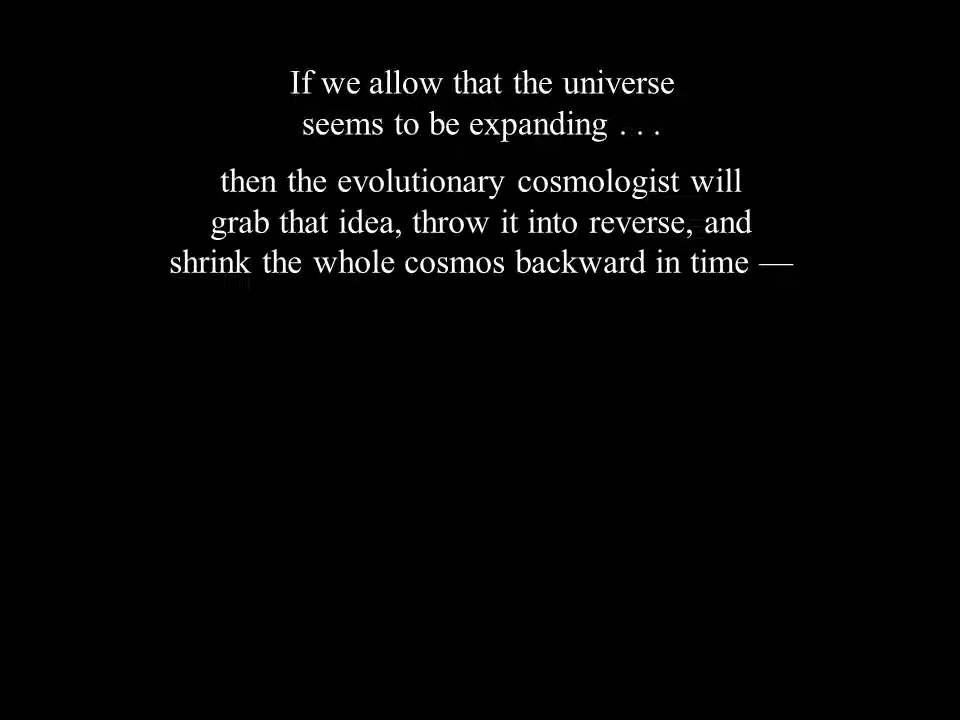 If we allow that the universe
seems to be expanding . . .
then the evolutionary cosmologist will
grab that idea, throw it into reverse, and
shrink the whole cosmos backward in time —